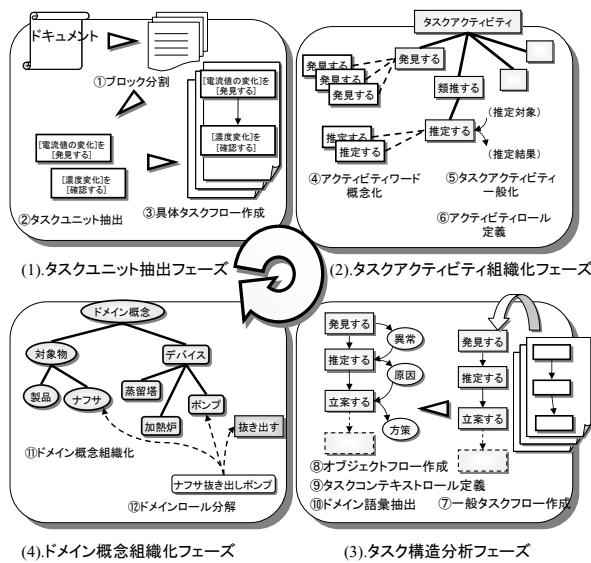 ドキュメント
①ブロック分割
[電流値の変化]を
[発見する]
[濃度変化]を
[確認する]
[電流値の変化]を
[発見する]
[濃度変化]を
[確認する]
②タスクユニット抽出
③具体タスクフロー作成
(1).タスクユニット抽出フェーズ
タスクアクティビティ
発見する
発見する
発見する
発見する
類推する
推定する
推定する
推定する
(推定対象)
(推定結果)
④アクティビティワード
概念化
⑤タスクアクティビティ
一般化
⑥アクティビティロール
定義
(2).タスクアクティビティ組織化フェーズ
ドメイン概念
対象物
デバイス
製品
ナフサ
蒸留塔
加熱炉
ポンプ
抜き出す
⑪ドメイン概念組織化
ナフサ抜き出しポンプ
⑫ドメインロール分解
(4).ドメイン概念組織化フェーズ
発見する
異常
推定する
原因
立案する
方策
発見する
推定する
立案する
⑧オブジェクトフロー作成
⑨タスクコンテキストロール定義
⑩ドメイン語彙抽出
⑦一般タスクフロー作成
(3).タスク構造分析フェーズ